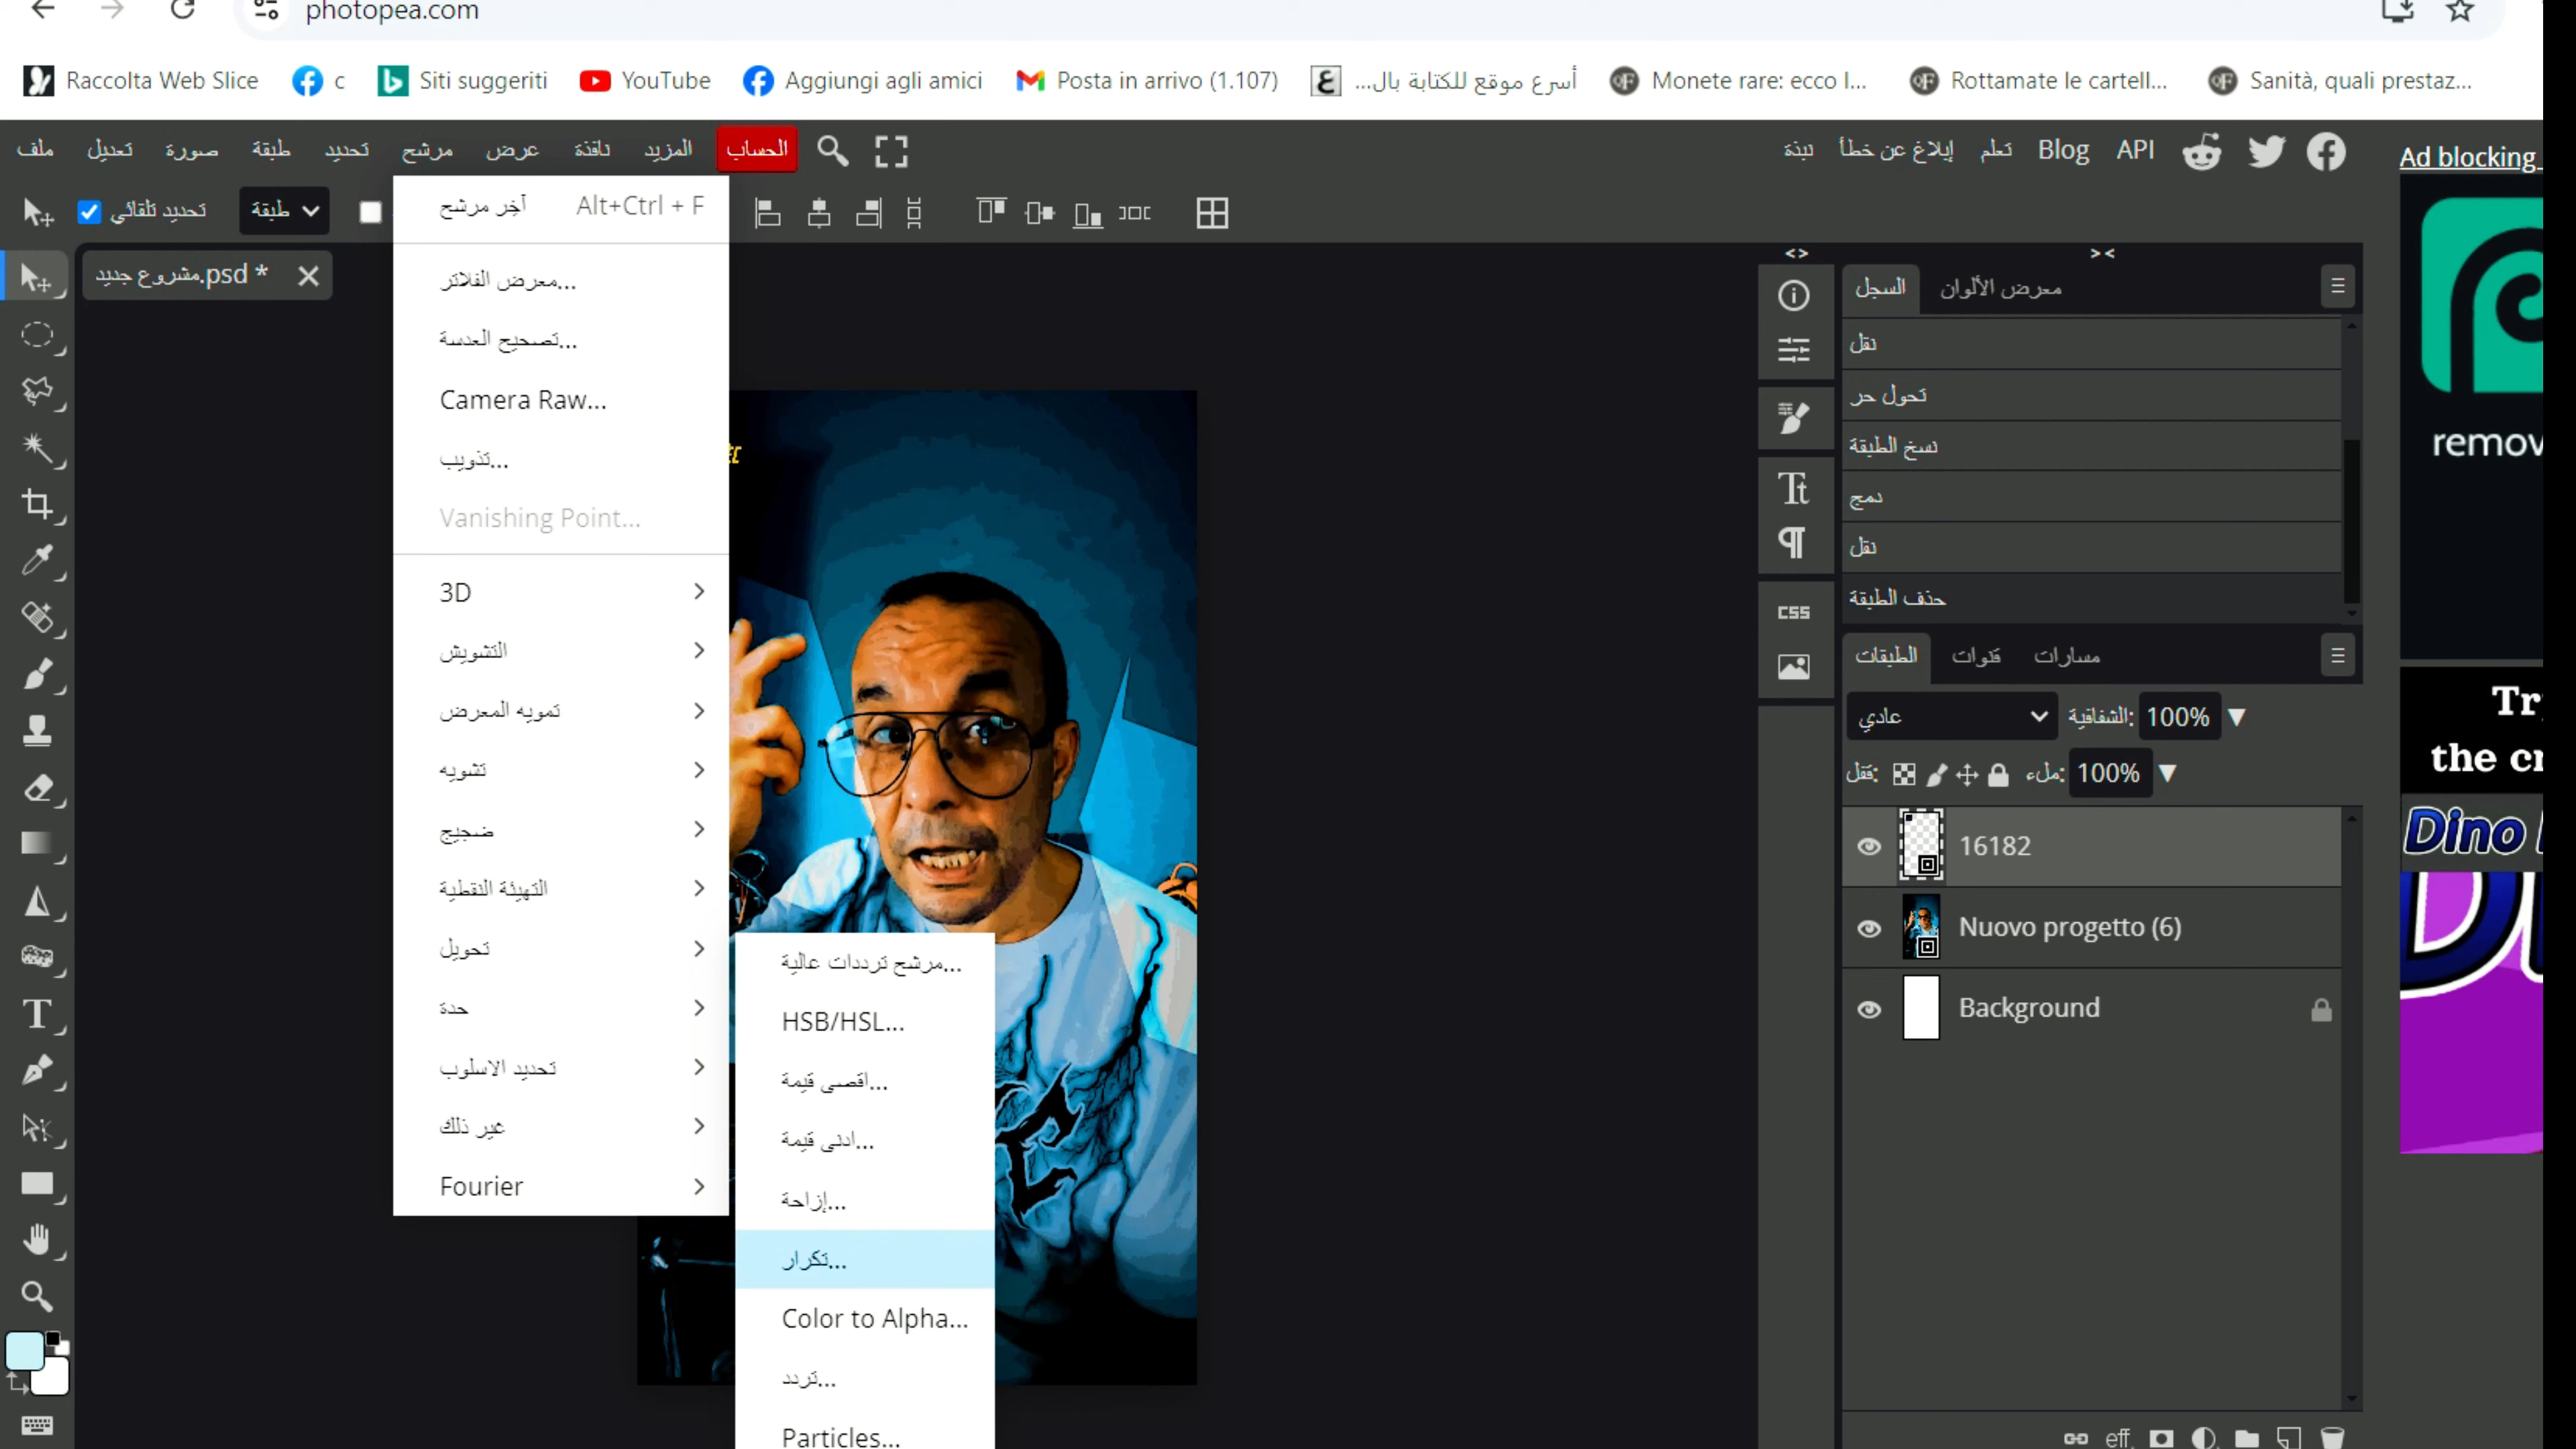 photopea.com
Raccolta Web Slice
c
Siti suggeriti
YouTube
Aggiungi agli amici
Posta in arrivo (1.107)
أسرع موقع للكتابة بال...
Monete rare: ecco l...
Rottamate le cartell...
Sanità, quali prestaz...
ملف
تعديل
صورة
طبقة
تحديد
مرشح
عرض
نافذة
المزيد
الحساب
نبذة
إبلاغ عن خطأ
تعلم
Blog
API
Ad blocking
تحديد تلقائي
طبقة
مشروع جديد.psd *
آخِر مرشح
Alt+Ctrl + F
معرض الفلاتر...
تصحيح العدسة...
Camera Raw...
تذويب...
Vanishing Point...
3D
التشويش
تمويه المعرض
تشويه
ضجيج
التهيئة النقطية
تحويل
حدة
تحديد الاسلوب
غير ذلك
Fourier
مرشح ترددات عالية...
HSB/HSL...
اقصى قيمة...
ادنى قيمة...
إزاحة...
تكرار...
Color to Alpha...
تردد...
Particles...
< >
> <
السجل
معرض الألوان
نقل
تحول حر
نسخ الطبقة
دمج
نقل
حذف الطبقة
CSS
الطبقات
قنوات
مسارات
عادي
الشفافية:
100%
قفل:
ملء:
100%
16182
Nuovo progetto (6)
Background
eff
remov
Tr
the cr
Dino